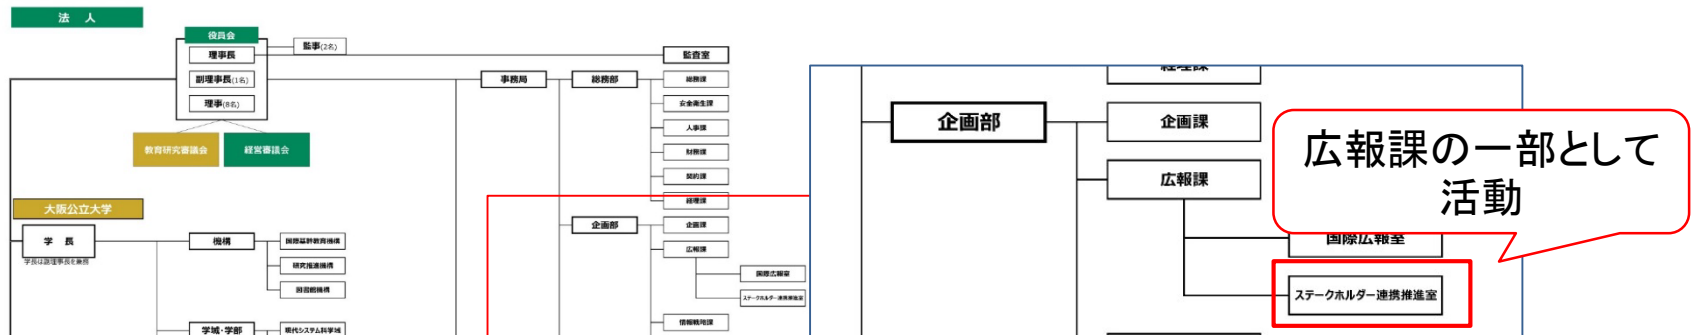 法 人
役員会
理事長
監事(2名)
監査室
副理事長(1名)
事務局
総務部
総務課
理事(8名)
安全衛生課
人事課
教育研究審議会
経営審議会
財務課
契約課
経理課
大阪公立大学
企画部
企画課
学 長
機構
国際基幹教育機構
広報課
学長は副理事長を兼務
研究推進機構
国際広報室
図書館機構
ステークホルダー連携推進室
情報戦略課
学域・学部
現代システム科学域
経理課
企画部
企画課
広報課
国際広報室
ステークホルダー連携推進室
広報課の一部として
活動